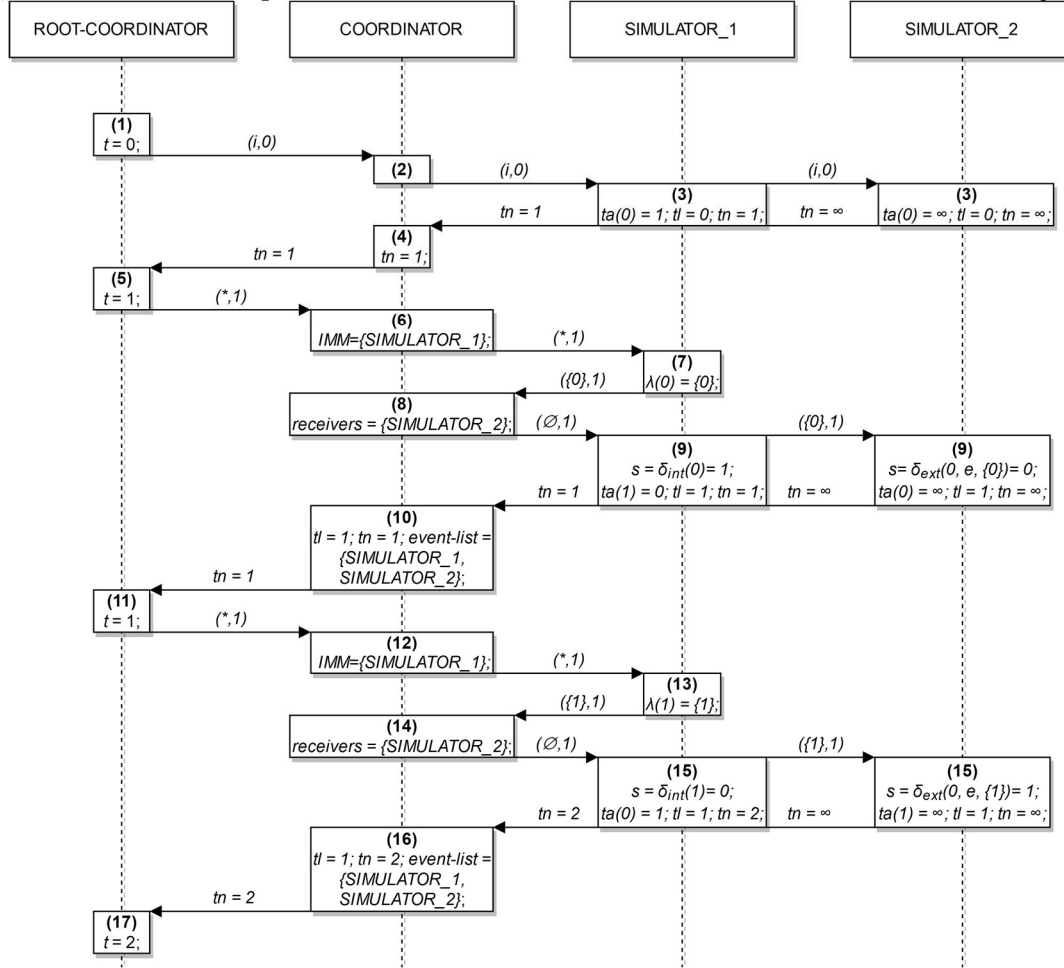 ROOT-COORDINATOR COORDINATOR SIMULATOR_1 SIMULATOR_2
(1)
t = 0;
(i,0)
(2)
(i,0)
(i,0)
(3)
ta(0) = 1; tl = 0; tn = 1;
(3)
ta(0) = ∞; tl = 0; tn = ∞;
tn = 1
tn = ∞
(4)
tn = 1;
tn = 1
(5)
t = 1;
(*,1)
(6)
IMM={SIMULATOR_1};
(*,1)
(7)
λ(0) = {0};
({0},1)
(8)
receivers = {SIMULATOR_2};
(∅,1)
({0},1)
(9)
s = δint(0)= 1;
ta(1) = 0; tl = 1; tn = 1;
(9)
s= δext(0, e, {0})= 0;
ta(0) = ∞; tl = 1; tn = ∞;
tn = 1
tn = ∞
(10)
tl = 1; tn = 1; event-list =
{SIMULATOR_1,
SIMULATOR_2};
tn = 1
(11)
t = 1;
(*,1)
(12)
IMM={SIMULATOR_1};
(*,1)
(13)
λ(1) = {1};
({1},1)
(14)
receivers = {SIMULATOR_2};
(∅,1)
({1},1)
(15)
s = δint(1)= 0;
ta(0) = 1; tl = 1; tn = 2;
(15)
s = δext(0, e, {1})= 1;
ta(1) = ∞; tl = 1; tn = ∞;
tn = 2
tn = ∞
(16)
tl = 1; tn = 2; event-list =
{SIMULATOR_1,
SIMULATOR_2};
tn = 2
(17)
t = 2;